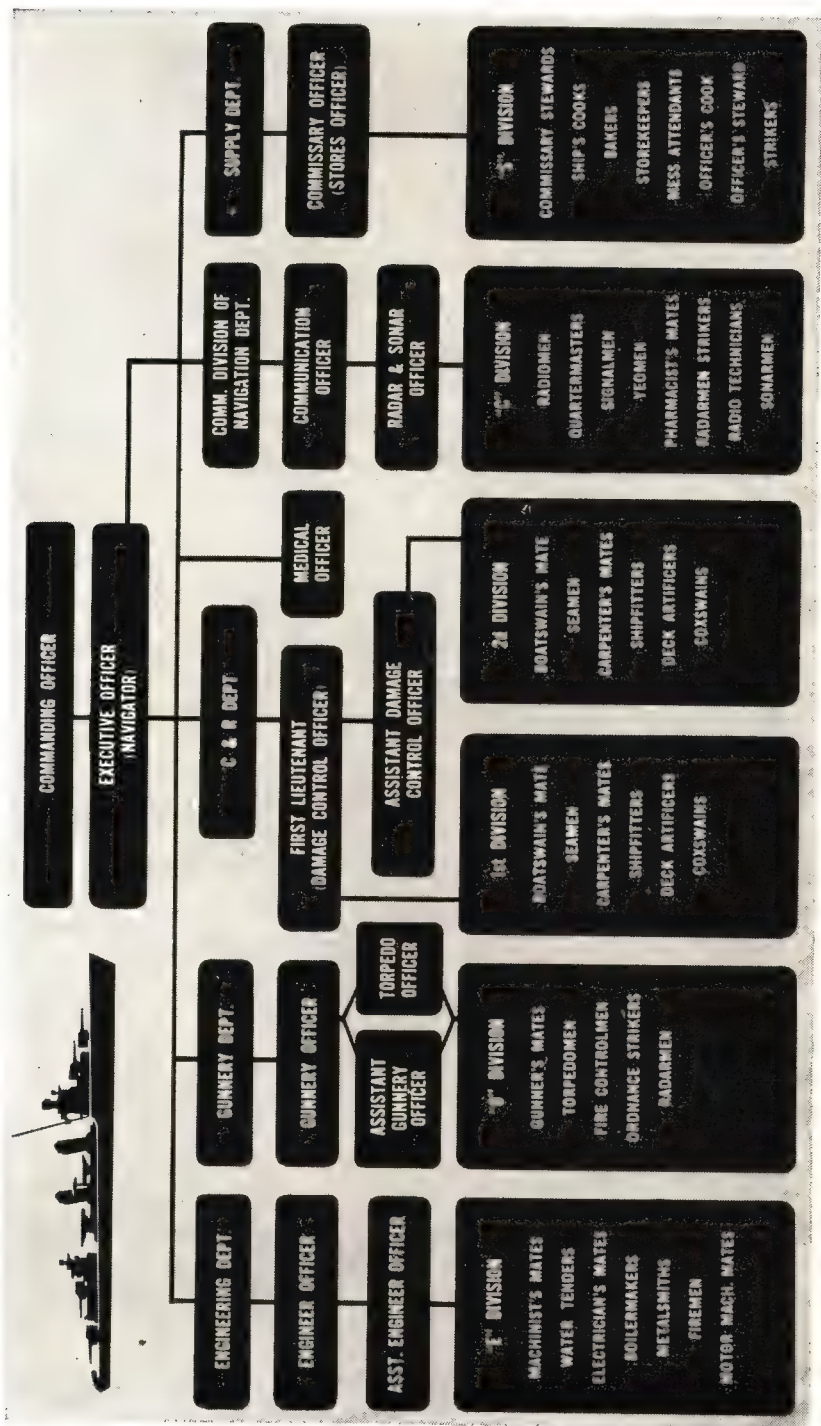 COMMANDING OFFICER
EXECUTIVE OFFICER
(NAVIGATOR)
ENGINEERING DEPT.
ENGINEER OFFICER
ASST. ENGINEER OFFICER
"E" DIVISION
MACHINIST'S MATES
WATER TENDERS
ELECTRICIAN'S MATES
BOILERMAKERS
METALSMITHS
FIREMEN
MOTOR MACH. MATES
GUNNERY DEPT.
GUNNERY OFFICER
ASSISTANT
GUNNERY
OFFICER
TORPEDO
OFFICER
"O" DIVISION
GUNNER'S MATES
TORPEDOMEN
FIRE CONTROLMEN
ORDNANCE STRIKERS
RADARMEN
C & R DEPT
FIRST LIEUTENANT
(DAMAGE CONTROL OFFICER)
ASSISTANT DAMAGE
CONTROL OFFICER
1st DIVISION
BOATSWAIN'S MATE
SEAMEN
CARPENTER'S MATES
SHIPFITTERS
DECK ARTIFICERS
COXSWAINS
2d DIVISION
BOATSWAIN'S MATE
SEAMEN
CARPENTER'S MATES
SHIPFITTERS
DECK ARTIFICERS
COXSWAINS
MEDICAL
OFFICER
COMM. DIVISION OF
NAVIGATION DEPT.
COMMUNICATION
OFFICER
RADAR & SONAR
OFFICER
"C" DIVISION
RADIOMEN
QUARTERMASTERS
SIGNALMEN
YEOMEN
PHARMACIST'S MATES
RADARMEN STRIKERS
RADIO TECHNICIANS
SONARMEN
SUPPLY DEPT.
COMMISSARY OFFICER
(STORES OFFICER)
"S" DIVISION
COMMISSARY STEWARDS
SHIP'S COOKS
BAKERS
STOREKEEPERS
MESS ATTENDANTS
OFFICER'S COOK
OFFICER'S STEWARD
STRIKERS